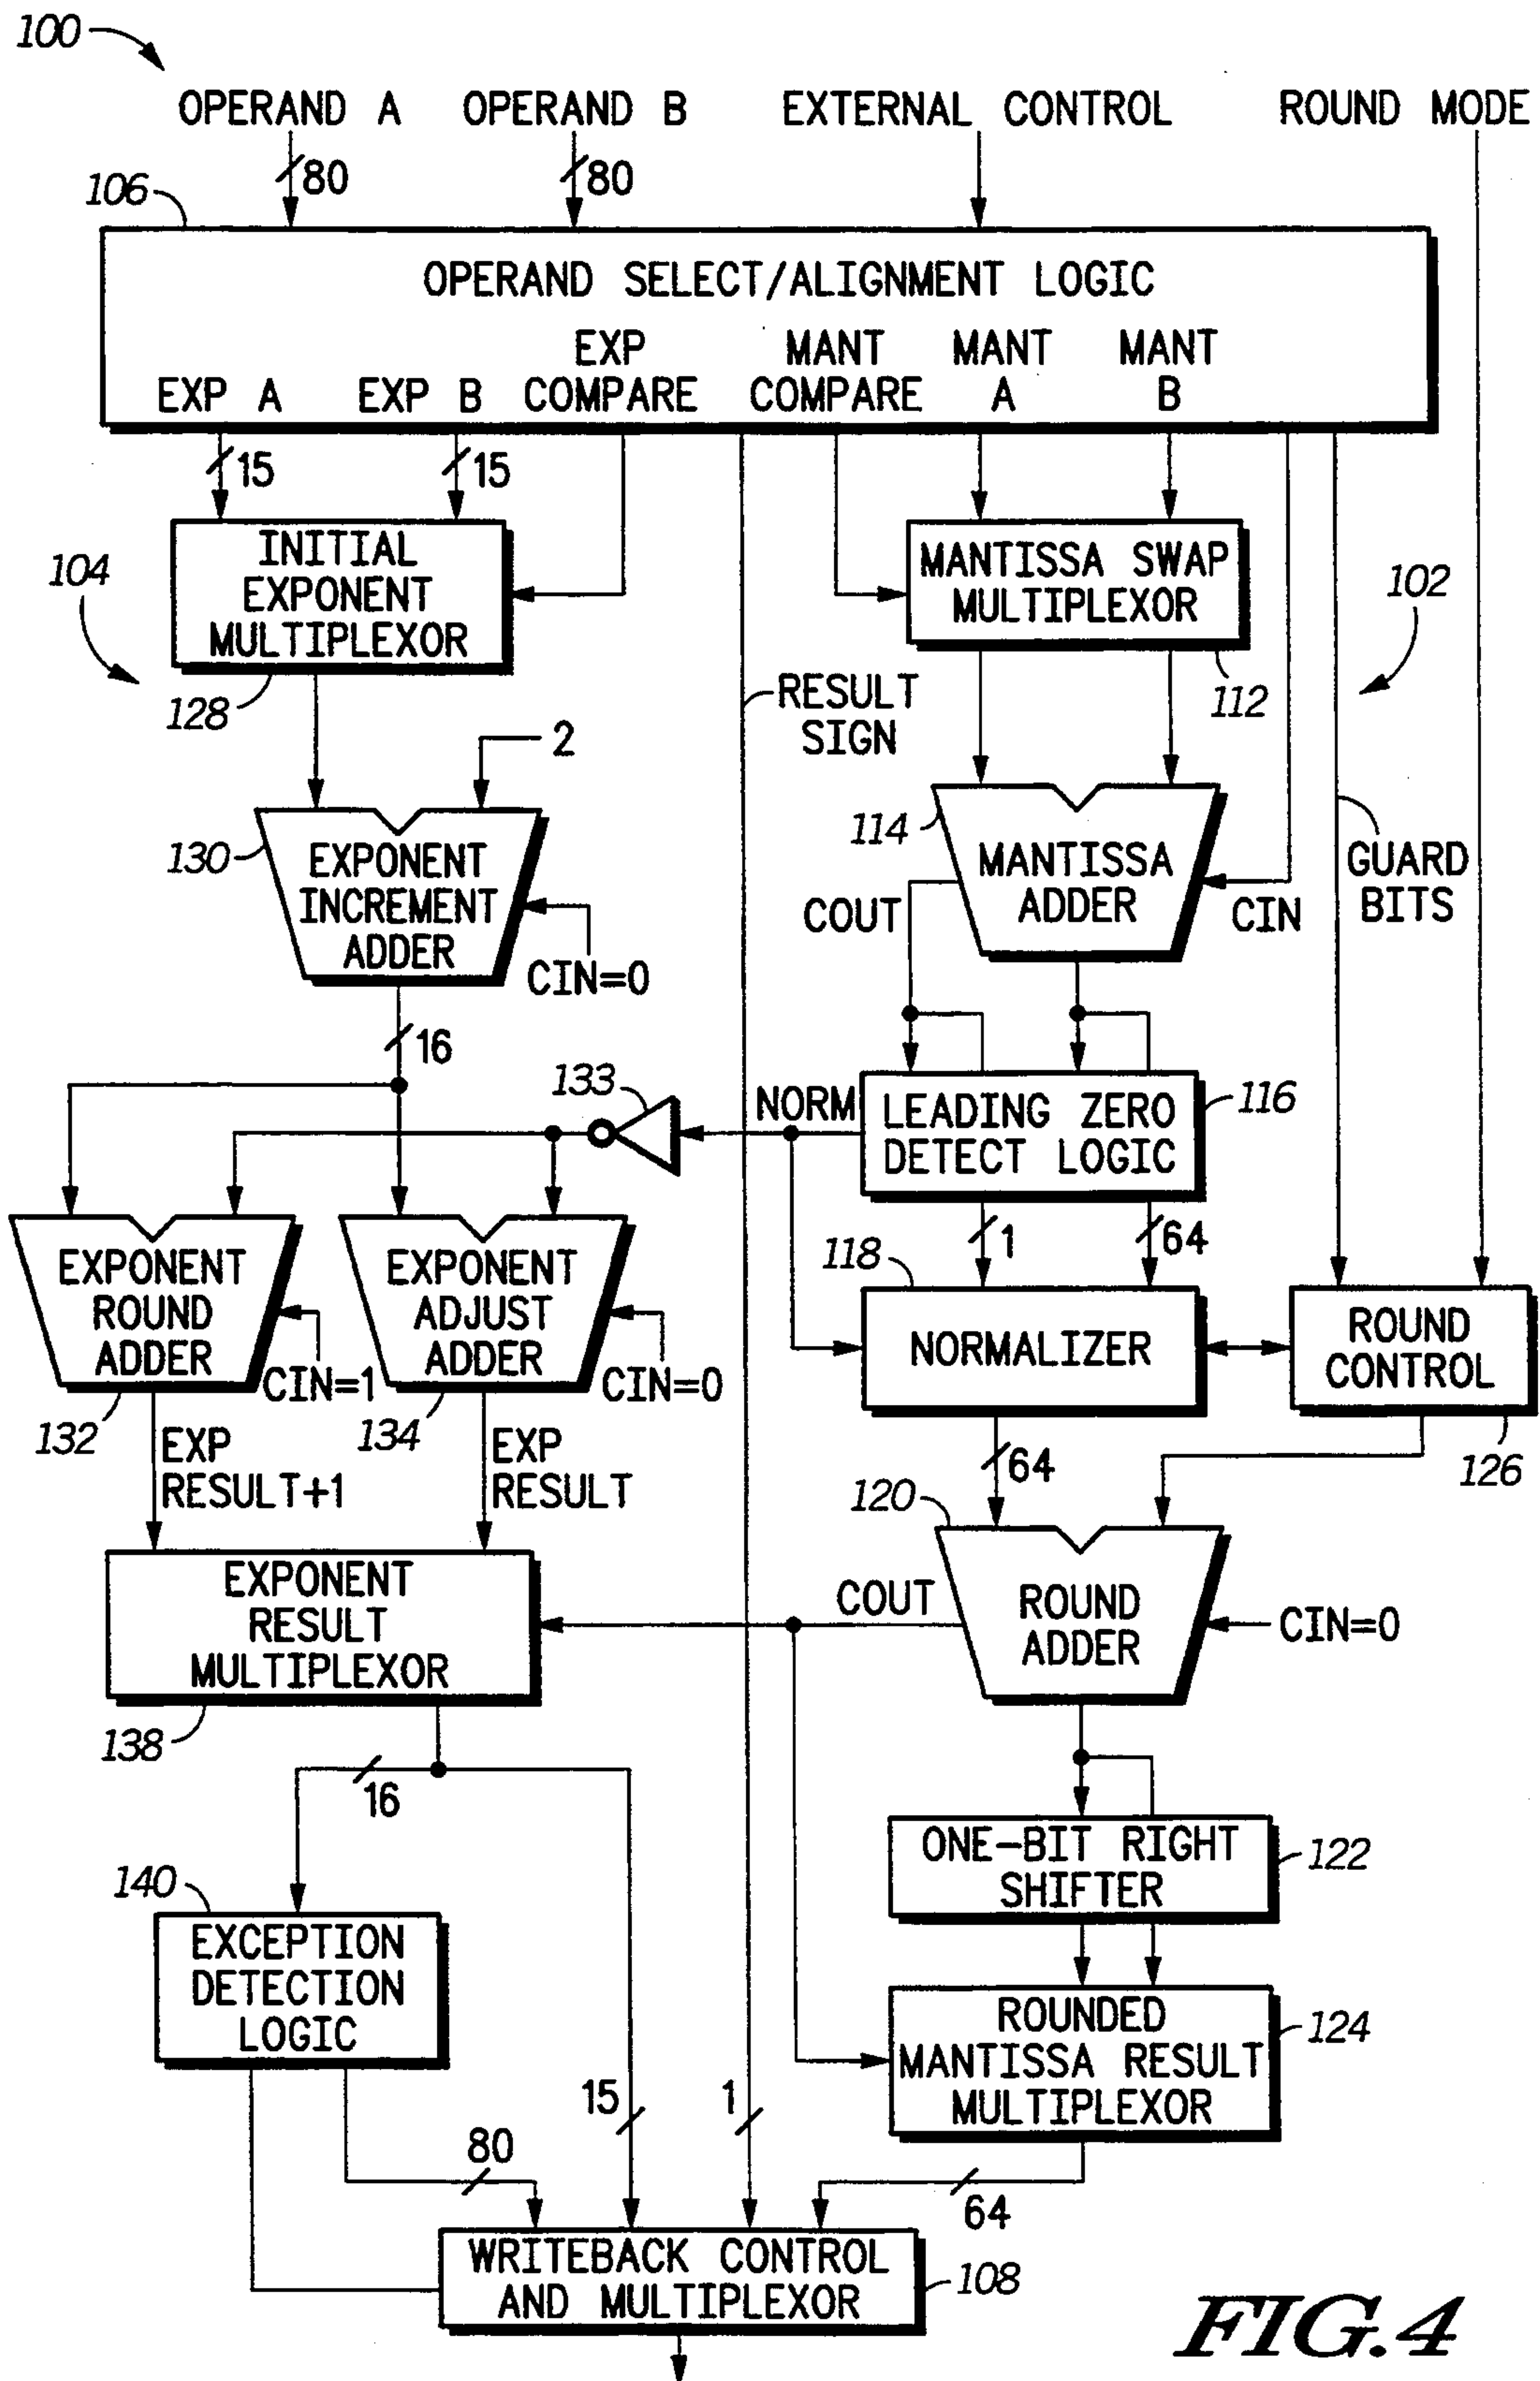 100
OPERAND A OPERAND B EXTERNAL CONTROL ROUND MODE
80 80
106
OPERAND SELECT/ALIGNMENT LOGIC
EXP A
EXP B
EXP
COMPARE
MANT
COMPARE
MANT
A
MANT
B
15 15
104
INITIAL
EXPONENT
MULTIPLEXOR
128
MANTISSA SWAP
MULTIPLEXOR
112
102
RESULT
SIGN
2
130
EXPONENT
INCREMENT
ADDER
CIN=0
114
MANTISSA
ADDER
COUT
CIN
GUARD
BITS
16
133
NORM
LEADING ZERO
DETECT LOGIC
116
1
64
EXPONENT
ROUND
ADDER
CIN=1
132
EXPONENT
ADJUST
ADDER
CIN=0
134
118
NORMALIZER
ROUND
CONTROL
126
EXP
RESULT+1
EXP
RESULT
64
120
EXPONENT
RESULT
MULTIPLEXOR
138
COUT
ROUND
ADDER
CIN=0
16
ONE-BIT RIGHT
SHIFTER
122
140
EXCEPTION
DETECTION
LOGIC
ROUNDED
MANTISSA RESULT
MULTIPLEXOR
124
80
15
1
64
WRITEBACK CONTROL
AND MULTIPLEXOR
108
FIG.4